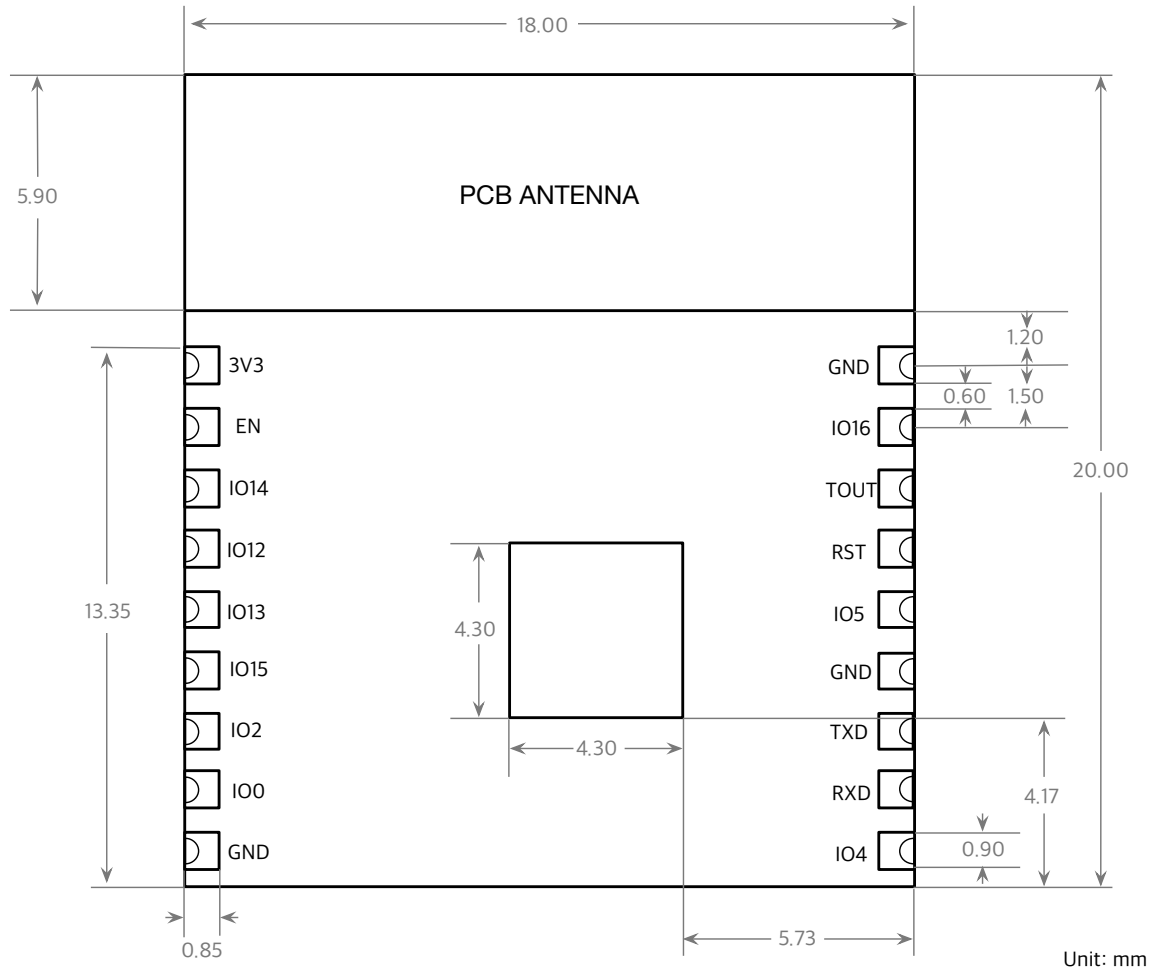 18.00
5.90
PCB ANTENNA
1.20
3V3
GND
0.60
1.50
EN
IO16
20.00
IO14
TOUT
IO12
RST
13.35
IO13
IO5
4.30
IO15
GND
IO2
TXD
4.30
IO0
RXD
4.17
GND
IO4
0.90
0.85
5.73
Unit: mm